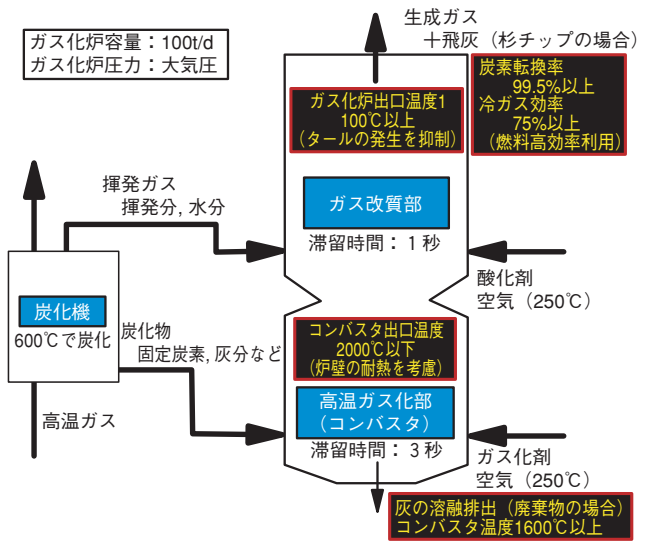 ガス化炉容量：100t/d
ガス化炉圧力：大気圧
生成ガス
＋飛灰（杉チップの場合）
炭素転換率
99.5%以上
冷ガス効率
75%以上
（燃料高効率利用）
ガス化炉出口温度1
100℃以上
（タールの発生を抑制）
揮発ガス
揮発分, 水分
ガス改質部
滞留時間：1秒
酸化剤
空気（250℃）
炭化機
600℃で炭化
炭化物
固定炭素, 灰分など
コンバスタ出口温度
2000℃以下
（炉壁の耐熱を考慮）
高温ガス化部
（コンバスタ）
滞留時間：3秒
高温ガス
ガス化剤
空気（250℃）
灰の溶融排出（廃棄物の場合）
コンバスタ温度1600℃以上